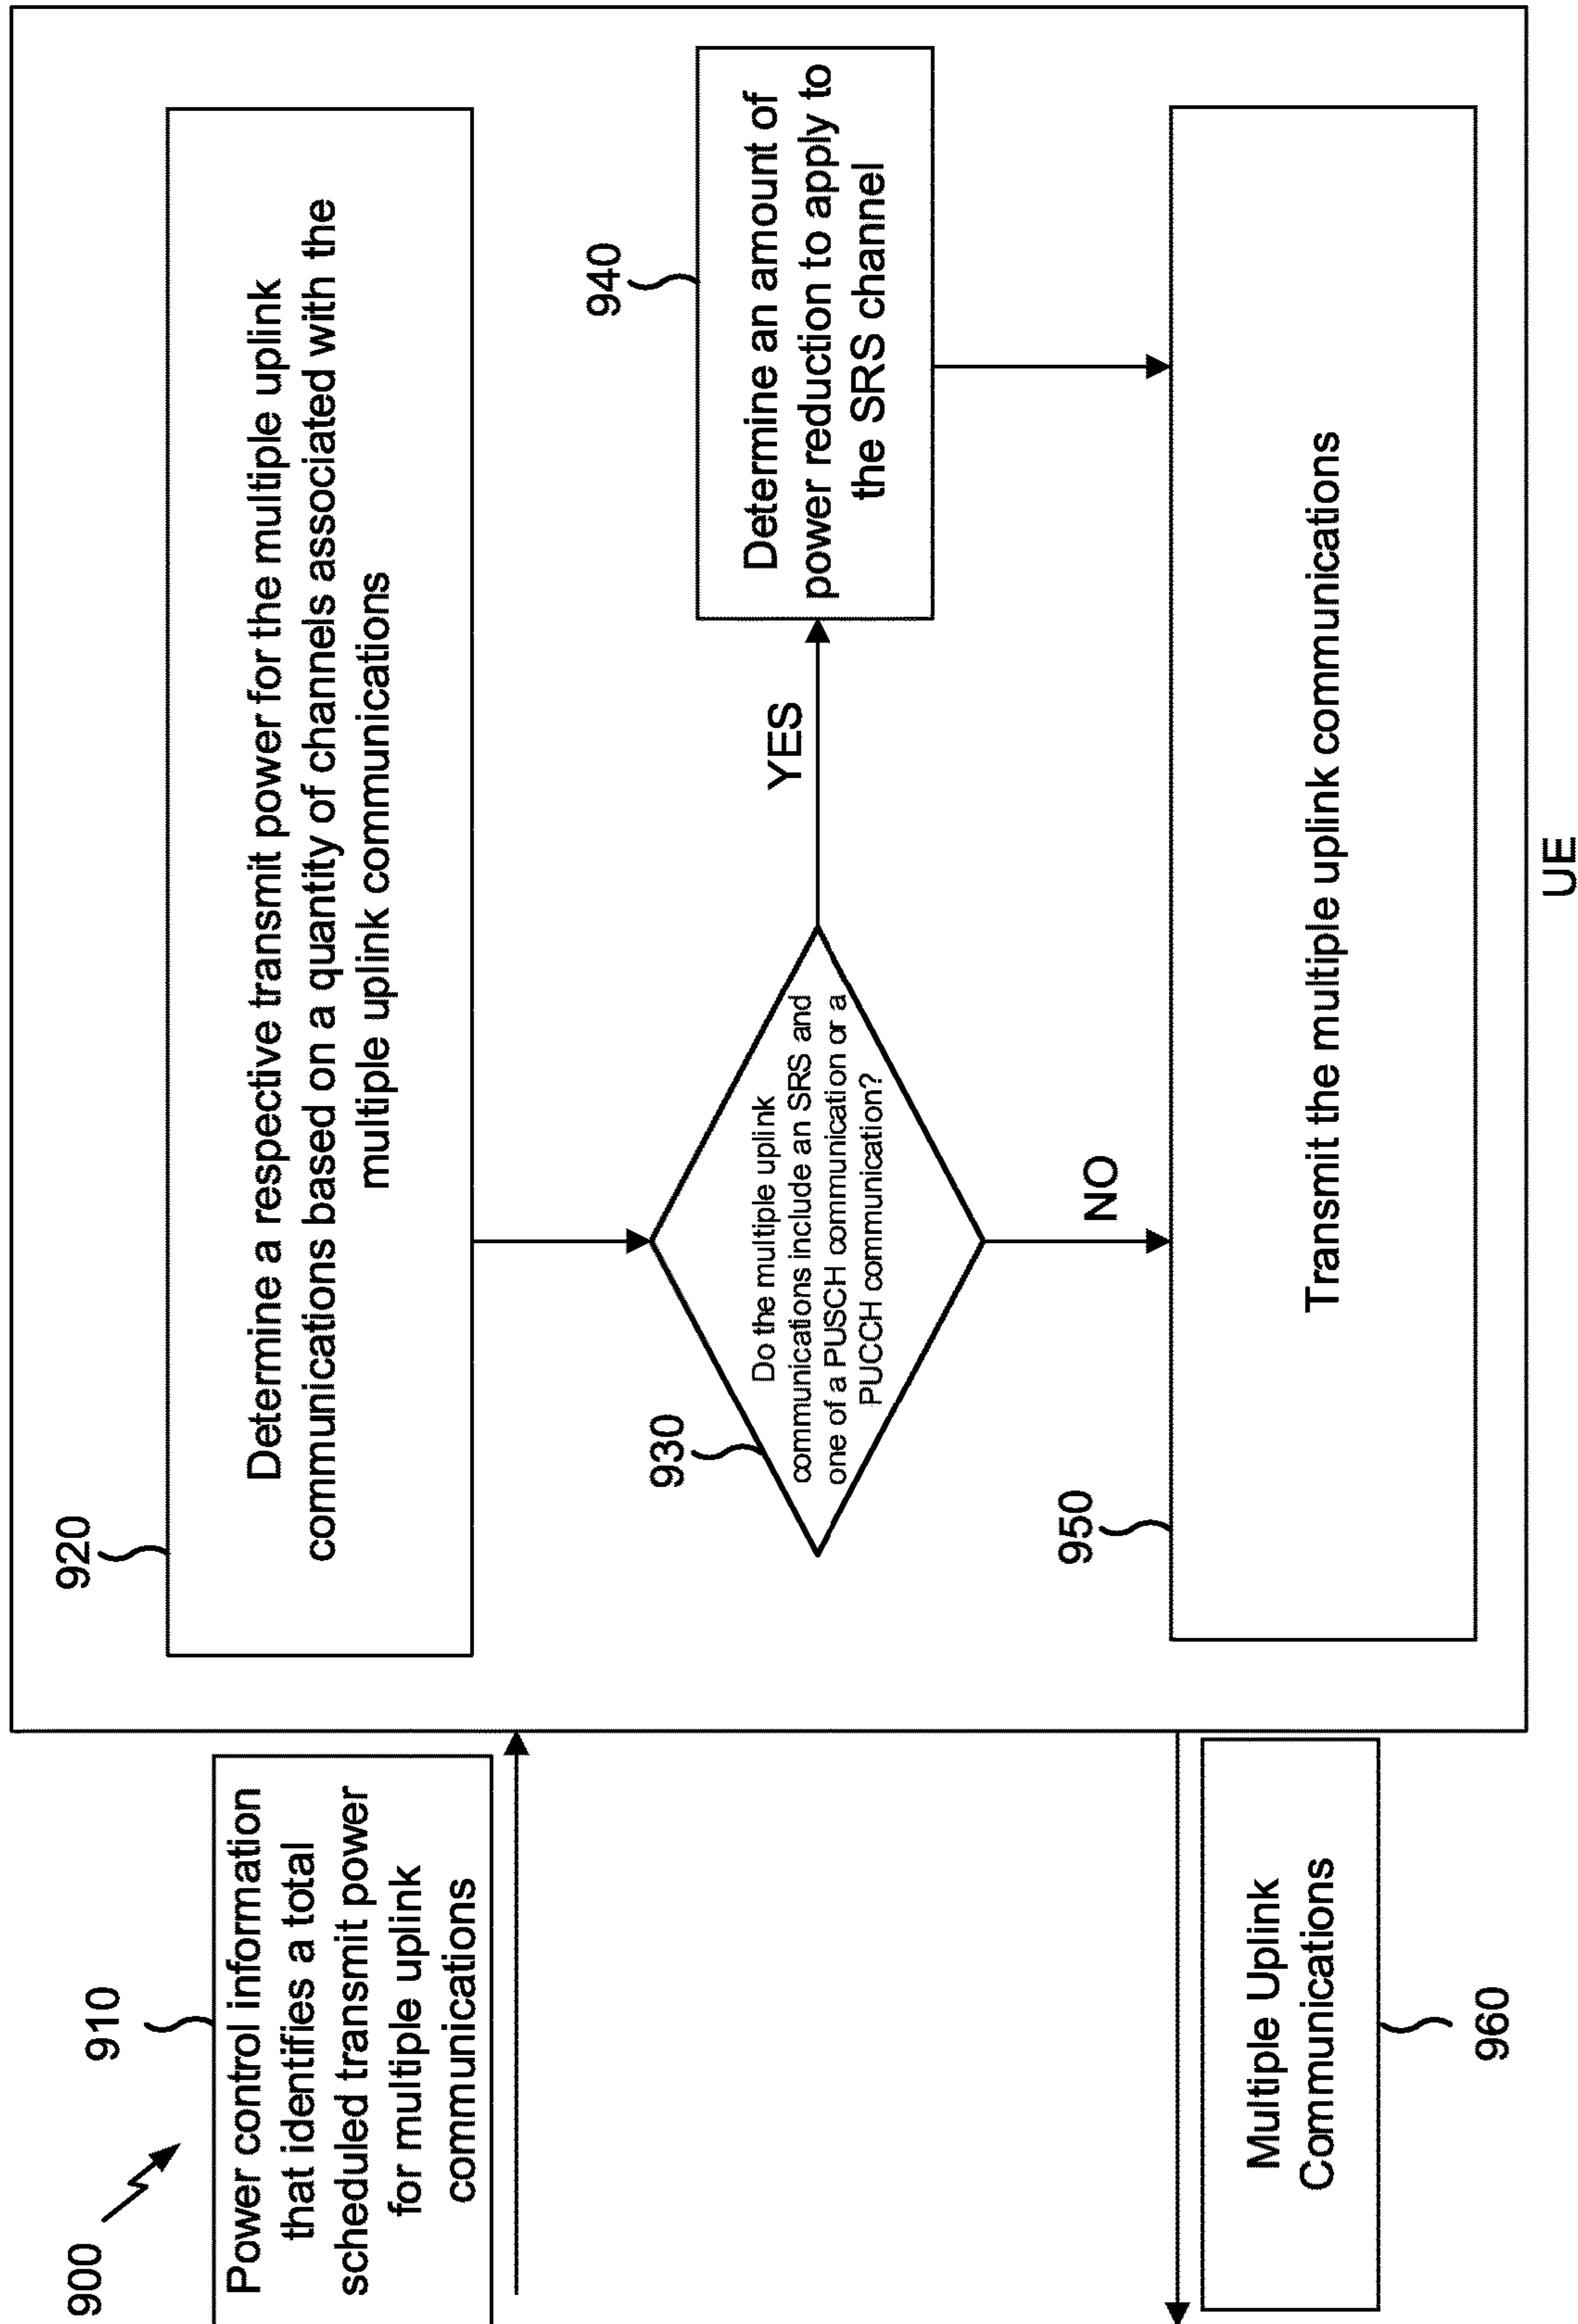 900
910
Power control information
that identifies a total
scheduled transmit power
for multiple uplink
communications
920
Determine a respective transmit power for the multiple uplink
communications based on a quantity of channels associated with the
multiple uplink communications
930
Do the multiple uplink
communications include an SRS and
one of a PUSCH communication or a
PUCCH communication?
YES
940
Determine an amount of
power reduction to apply to
the SRS channel
NO
950
Transmit the multiple uplink communications
Multiple Uplink
Communications
960
UE